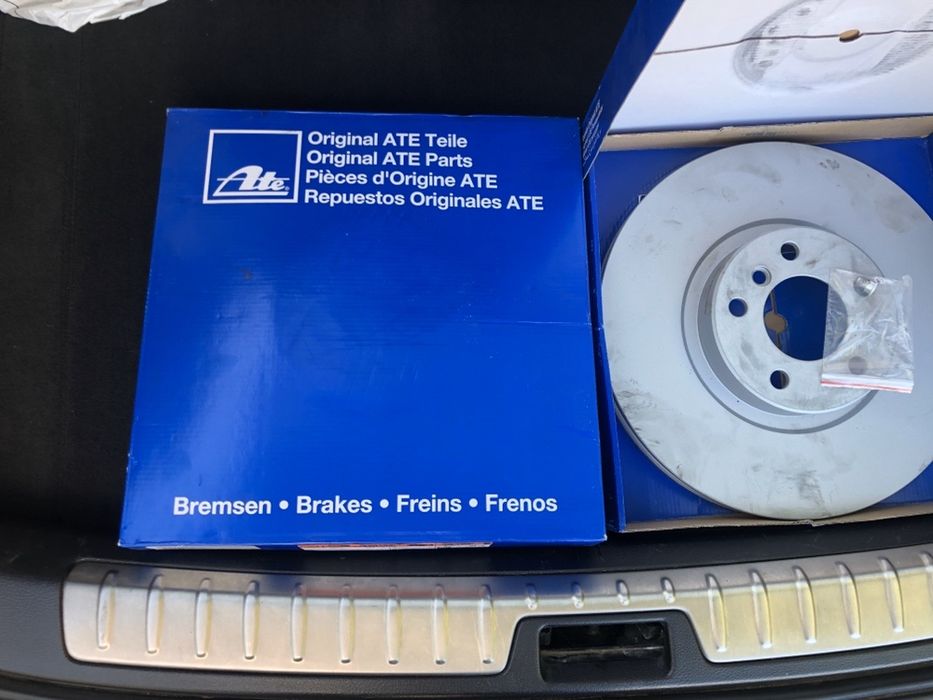 Ate
Original ATE Teile
Original ATE Parts
Pièces d'Origine ATE
Repuestos Originales ATE
Bremsen • Brakes • Freins • Frenos